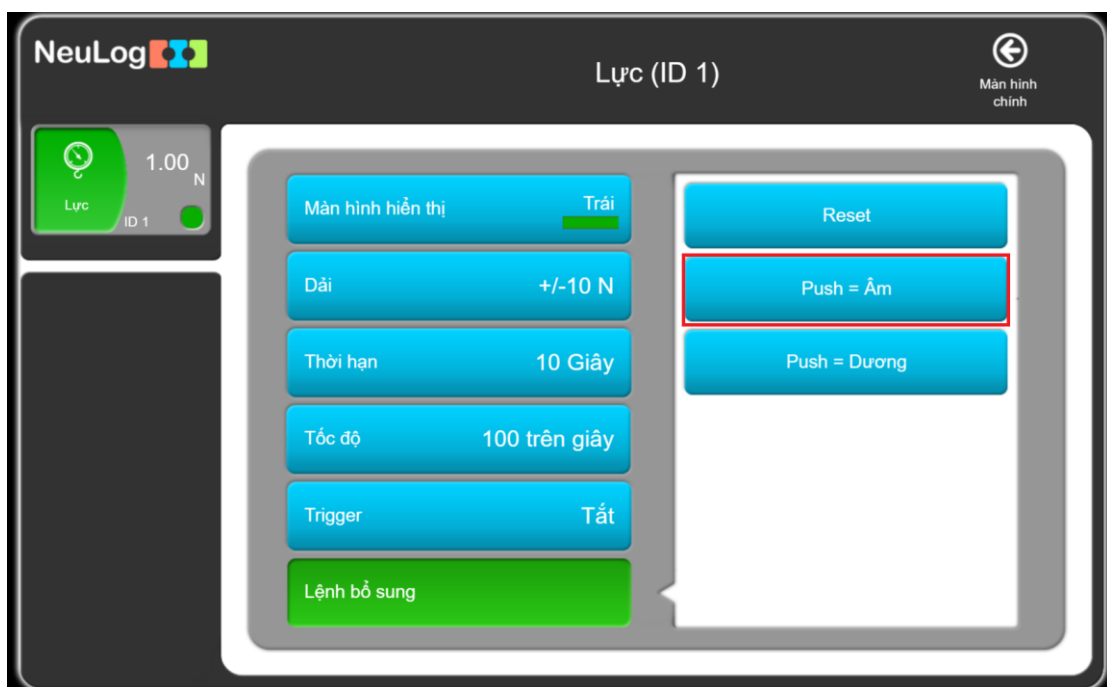 NeuLog
Lực (ID 1)
Màn hình
chính
1.00
N
Lực
ID 1
Màn hình hiển thị Trái
Dải +/-10 N
Thời hạn 10 Giây
Tốc độ 100 trên giây
Trigger Tắt
Lệnh bổ sung
Reset
Push = Âm
Push = Dương